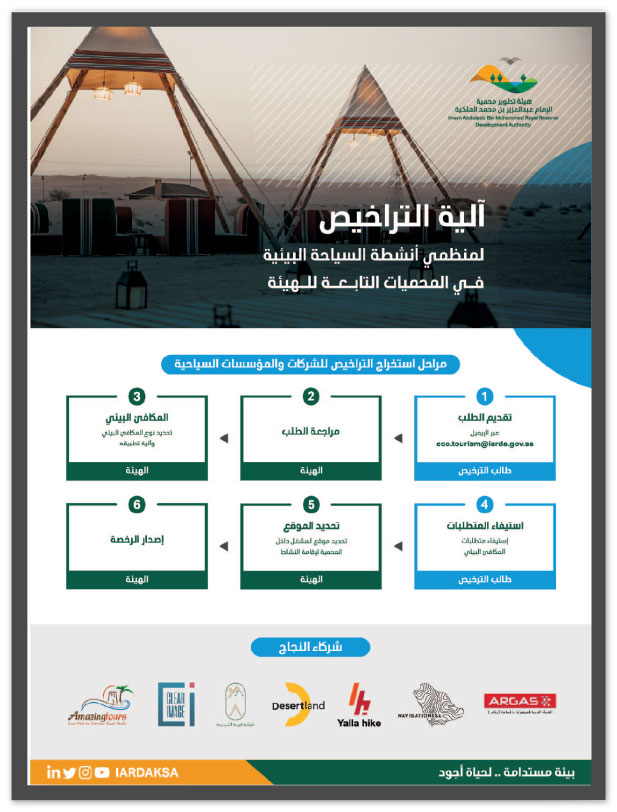 هيئة تطوير محمية
الإمام عبدالعزيز بن محمد الملكية
Imam Abdulaziz Bin Mohammed Royal Reserve
Development Authority
آلية التراخيص
لمنظمي أنشطة السياحة البيئية
في المحميات التابعة للهيئة
مراحل استخراج التراخيص للشركات والمؤسسات السياحية
1
تقديم الطلب
عبر الإيميل
eco.tourism@iarda.gov.sa
طالب الترخيص
2
مراجعة الطلب
الهيئة
3
المكافئ البيئي
تحديد نوع المكافئ البيئي
وآلية تطبيقه
الهيئة
4
استيفاء المتطلبات
إستيفاء متطلبات
المكافئ البيئي
طالب الترخيص
5
تحديد الموقع
تحديد موقع للمشغل داخل
المحمية لإقامة النشاط
الهيئة
6
إصدار الرخصة
الهيئة
شركاء النجاح
ARGAS
NAVIGATIONKSA
Yalla hike
Desertland
CLEAR
IMAGE
Amazingtours
بيئة مستدامة .. لحياة أجود
IARDAKSA